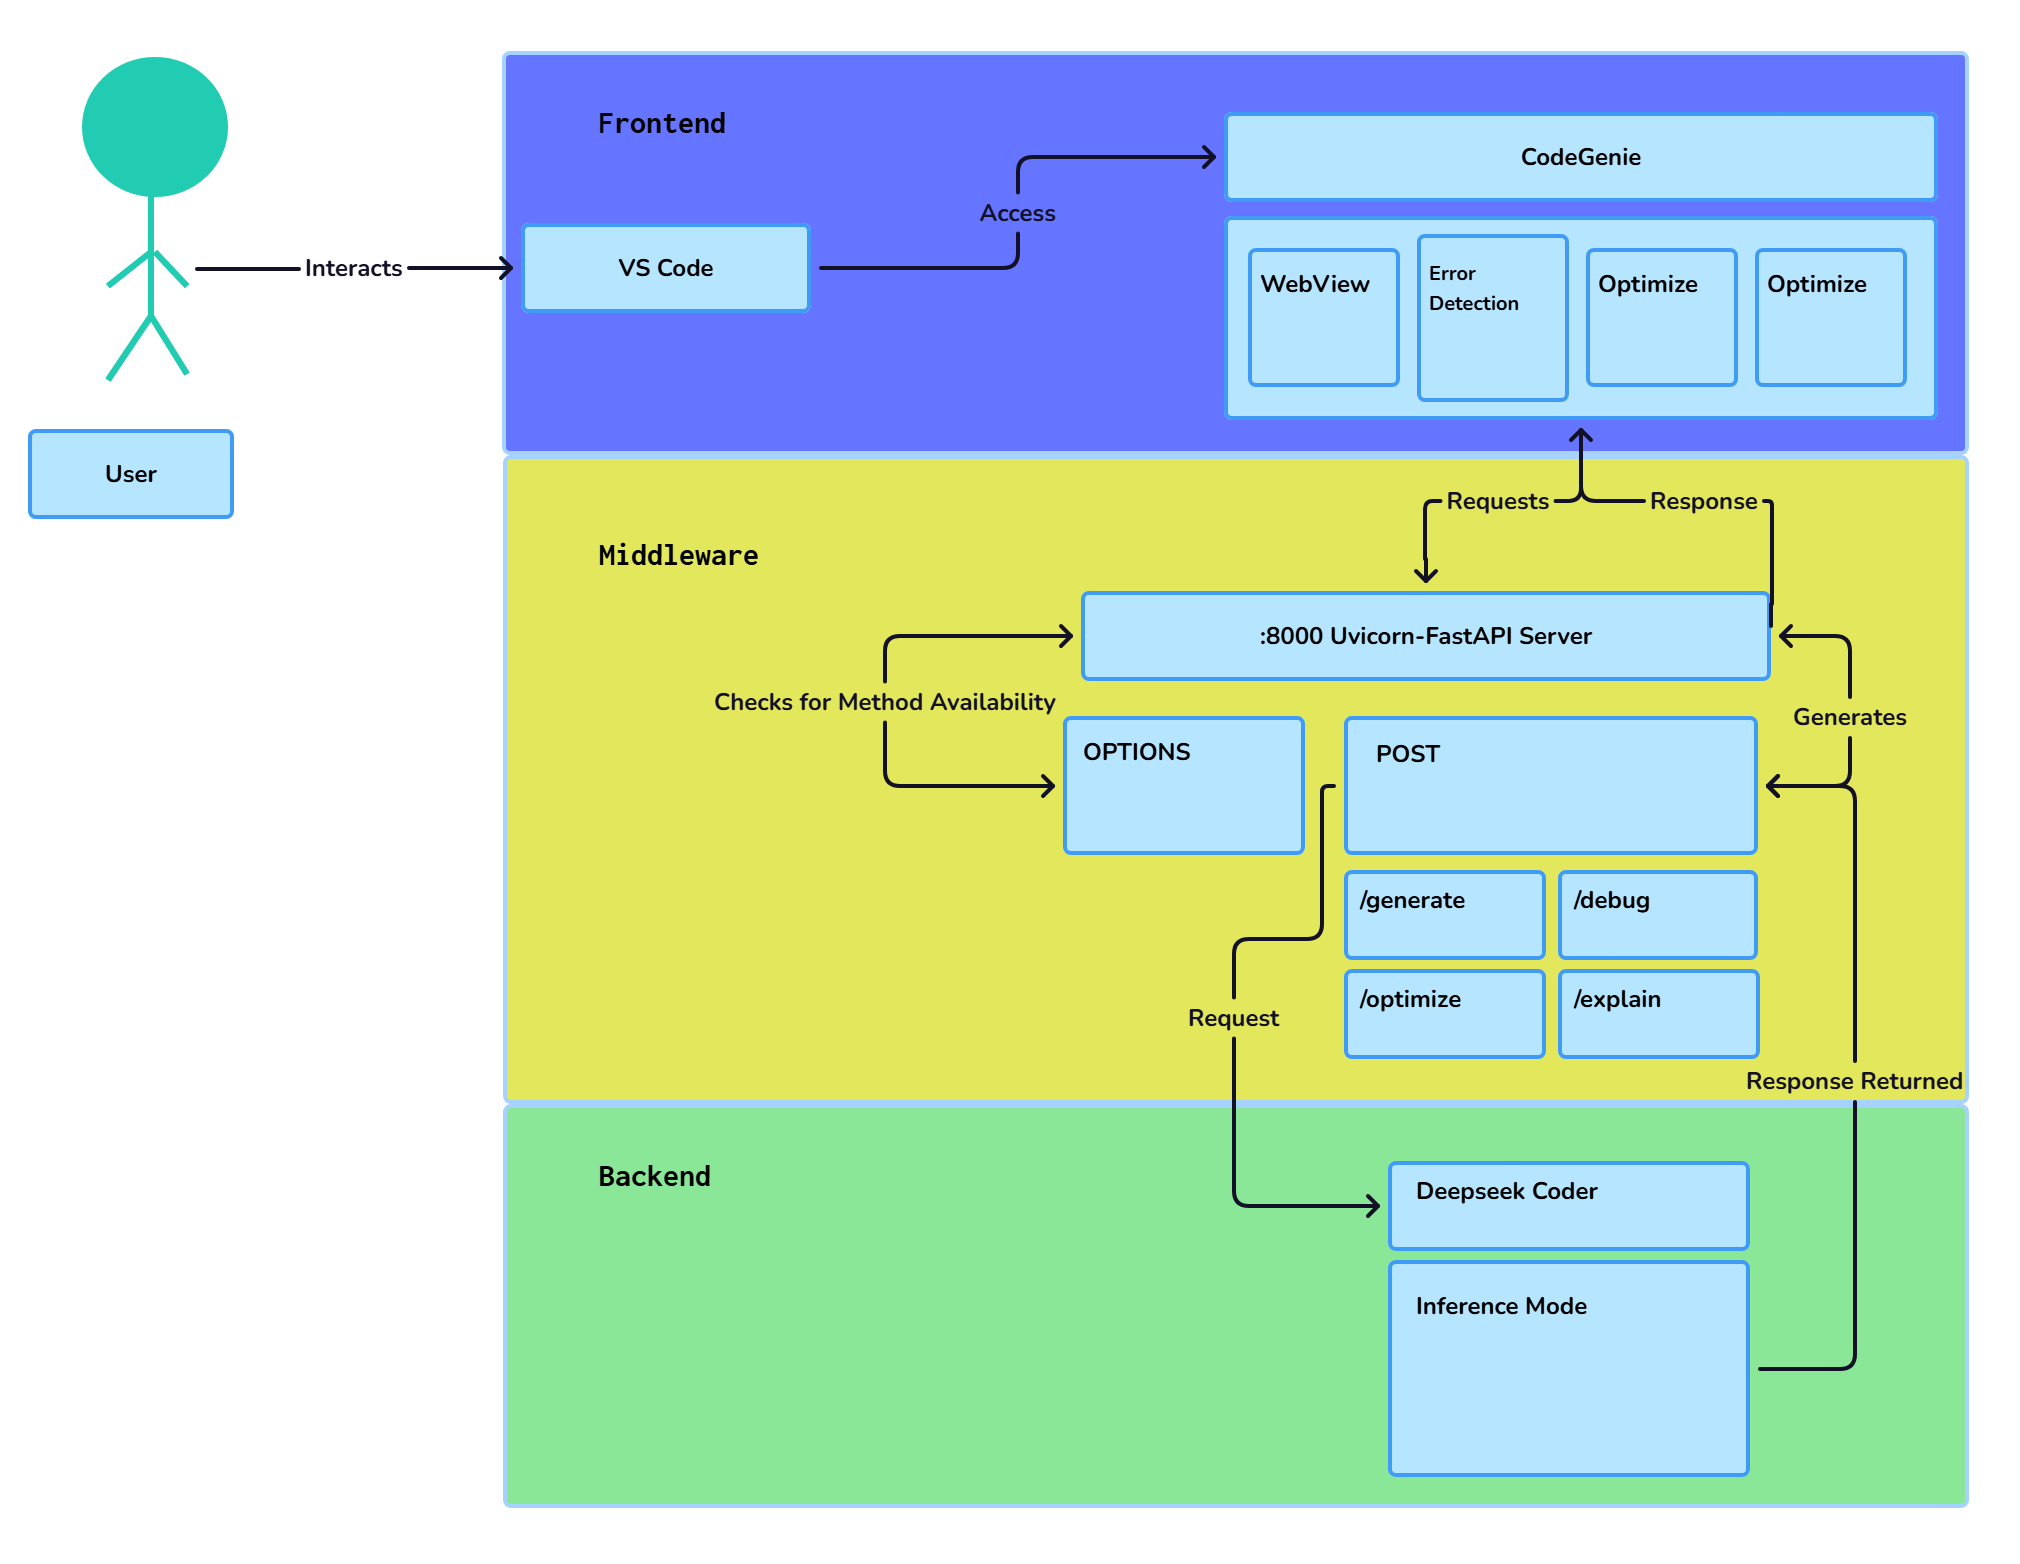 Frontend
CodeGenie
Access
VS Code
Interacts
WebView
Error
Detection
Optimize
Optimize
User
Requests
Response
Middleware
:8000 Uvicorn-FastAPI Server
Checks for Method Availability
Generates
OPTIONS
POST
/generate
/debug
/optimize
/explain
Request
Response Returned
Backend
Deepseek Coder
Inference Mode